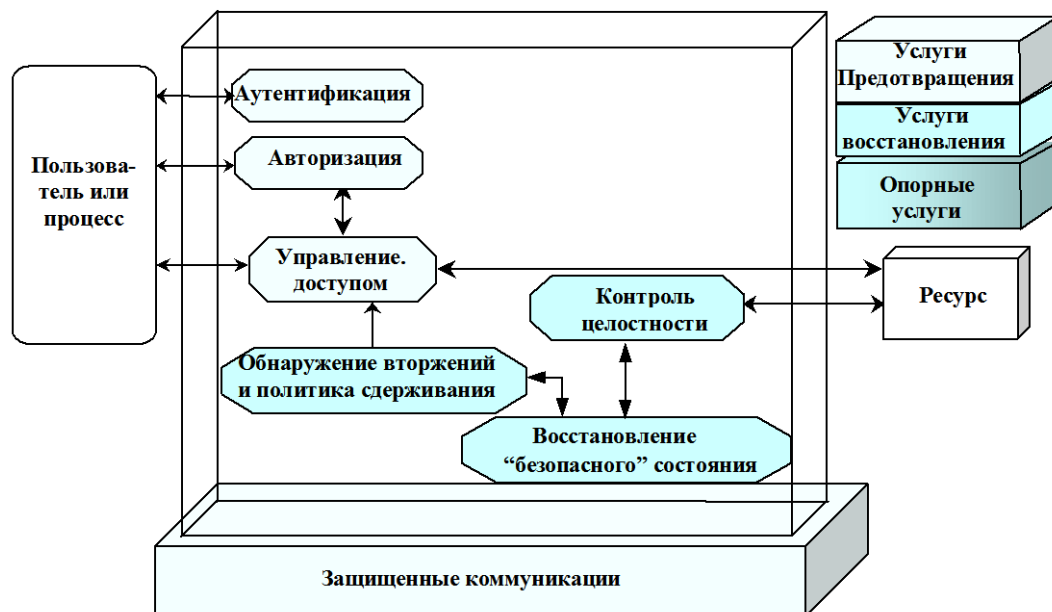 Услуги
Предотвращения
Услуги
восстановления
Опорные
услуги
Пользова-
тель или
процесс
Аутентификация
Авторизация
Управление.
доступом
Контроль
целостности
Ресурс
Обнаружение вторжений
и политика сдерживания
Восстановление
“безопасного” состояния
Защищенные коммуникации